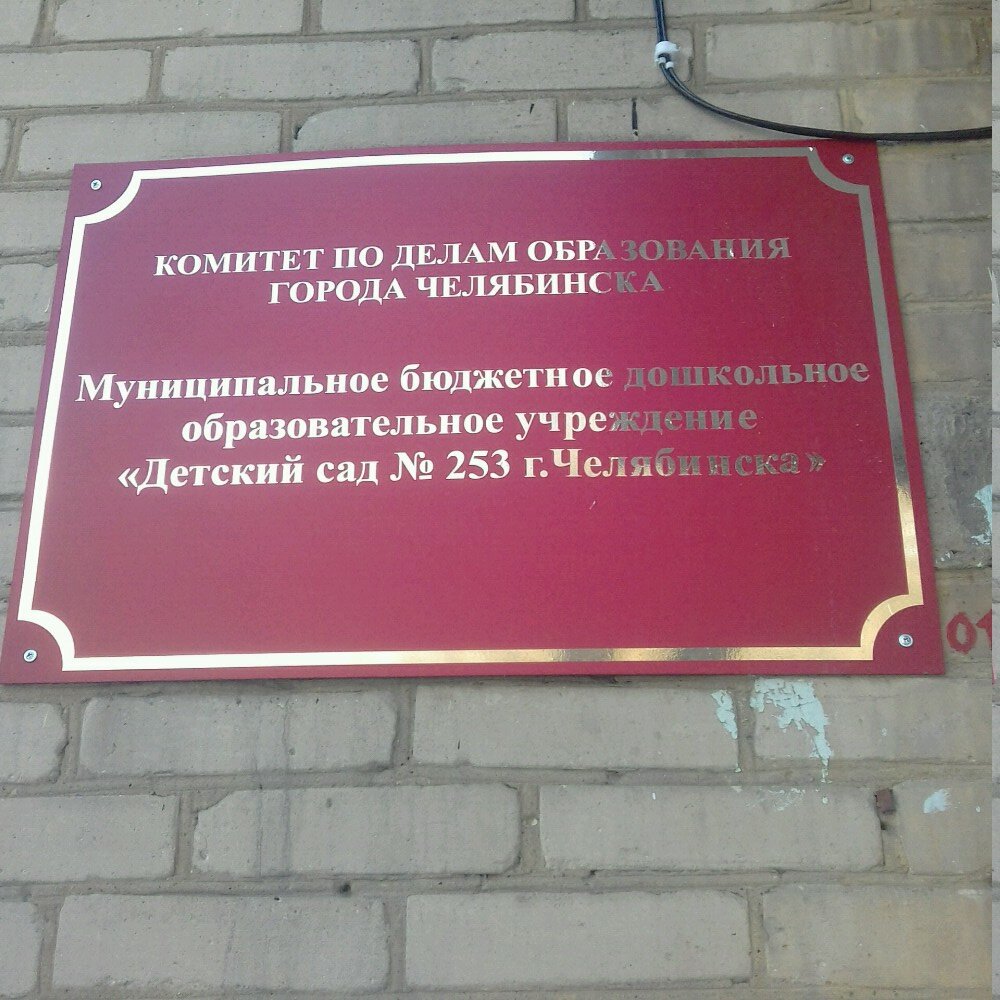 КОМИТЕТ ПО ДЕЛАМ ОБРАЗОВАНИЯ
ГОРОДА ЧЕЛЯБИНСКА
Муниципальное бюджетное дошкольное
образовательное учреждение
«Детский сад № 253 г.Челябинска»